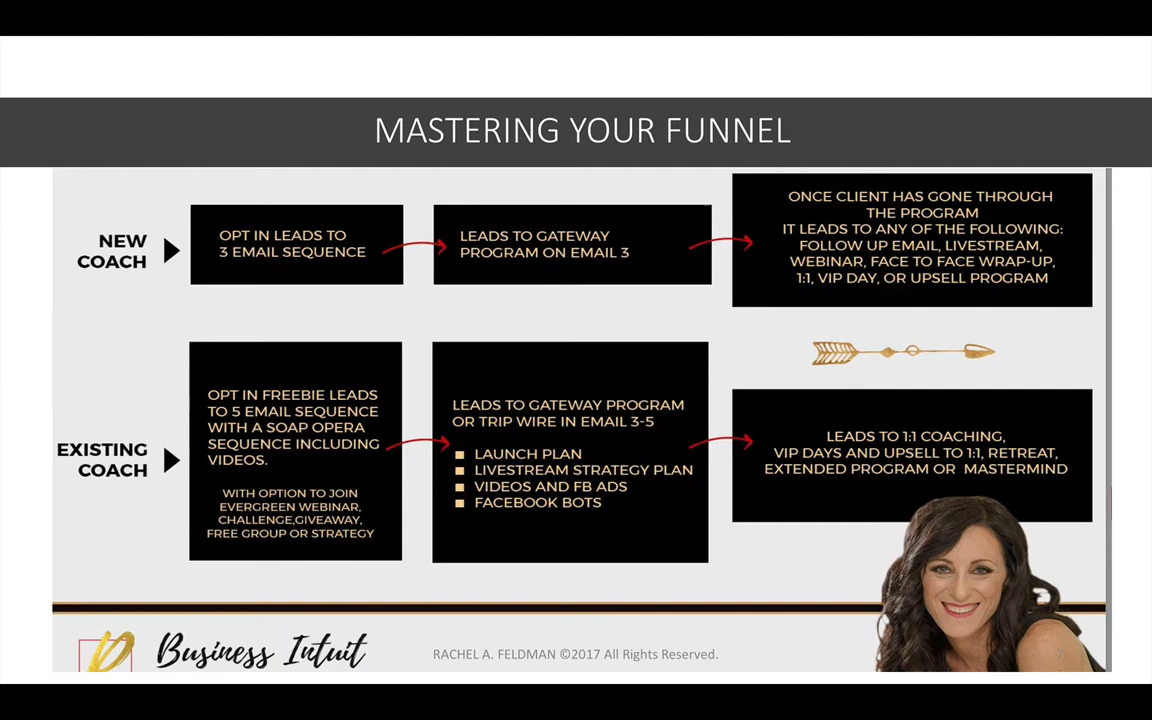 MASTERING YOUR FUNNEL
NEW
COACH
OPT IN LEADS TO
3 EMAIL SEQUENCE
LEADS TO GATEWAY
PROGRAM ON EMAIL 3
ONCE CLIENT HAS GONE THROUGH
THE PROGRAM
IT LEADS TO ANY OF THE FOLLOWING:
FOLLOW UP EMAIL, LIVESTREAM,
WEBINAR, FACE TO FACE WRAP-UP,
1:1, VIP DAY, OR UPSELL PROGRAM
EXISTING
COACH
OPT IN FREEBIE LEADS
TO 5 EMAIL SEQUENCE
WITH A SOAP OPERA
SEQUENCE INCLUDING
VIDEOS.
WITH OPTION TO JOIN
EVERGREEN WEBINAR,
CHALLENGE,GIVEAWAY,
FREE GROUP OR STRATEGY
LEADS TO GATEWAY PROGRAM
OR TRIP WIRE IN EMAIL 3-5
LAUNCH PLAN
LIVESTREAM STRATEGY PLAN
VIDEOS AND FB ADS
FACEBOOK BOTS
LEADS TO 1:1 COACHING,
VIP DAYS AND UPSELL TO 1:1, RETREAT,
EXTENDED PROGRAM OR MASTERMIND
Business Intuit
RACHEL A. FELDMAN ©2017 All Rights Reserved.